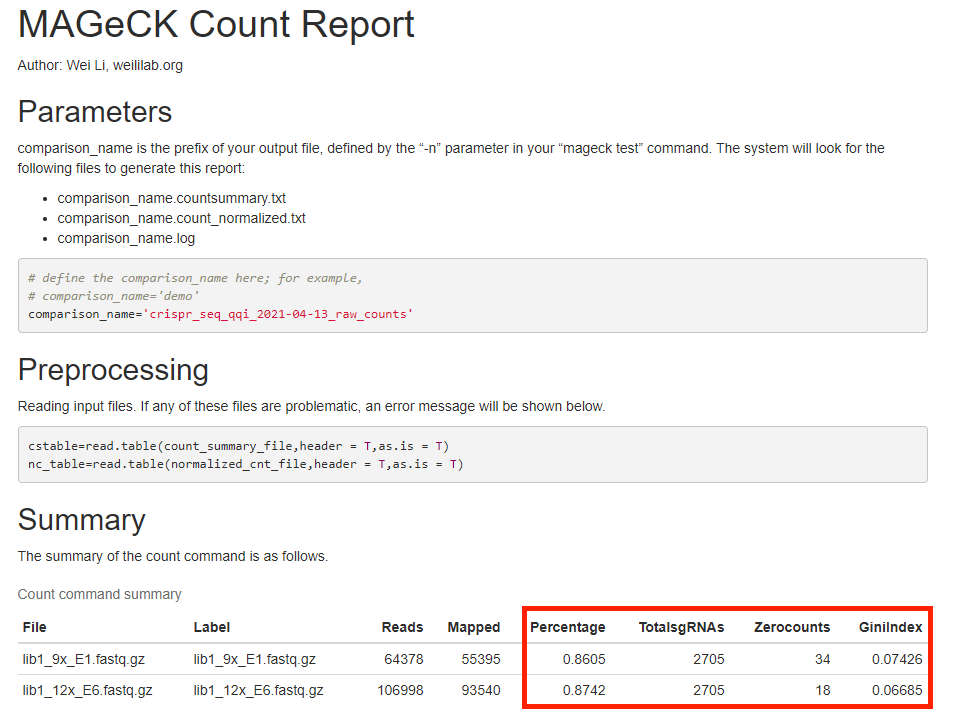 MAGeCK Count Report
Author: Wei Li, weililab.org
Parameters
comparison_name is the prefix of your output file, defined by the “-n” parameter in your “mageck test” command. The system will look for the
following files to generate this report:
• comparison_name.countsummary.txt
• comparison_name.count_normalized.txt
• comparison_name.log
# define the comparison_name here; for example,
# comparison_name='demo'
comparison_name='crispr_seq_qqi_2021-04-13_raw_counts'
Preprocessing
Reading input files. If any of these files are problematic, an error message will be shown below.
cstable=read.table(count_summary_file,header = T,as.is = T)
nc_table=read.table(normalized_cnt_file,header = T,as.is = T)
Summary
The summary of the count command is as follows.
Count command summary
File Label Reads Mapped Percentage TotalsgRNAs Zerocounts GiniIndex
lib1_9x_E1.fastq.gz lib1_9x_E1.fastq.gz 64378 55395 0.8605 2705 34 0.07426
lib1_12x_E6.fastq.gz lib1_12x_E6.fastq.gz 106998 93540 0.8742 2705 18 0.06685